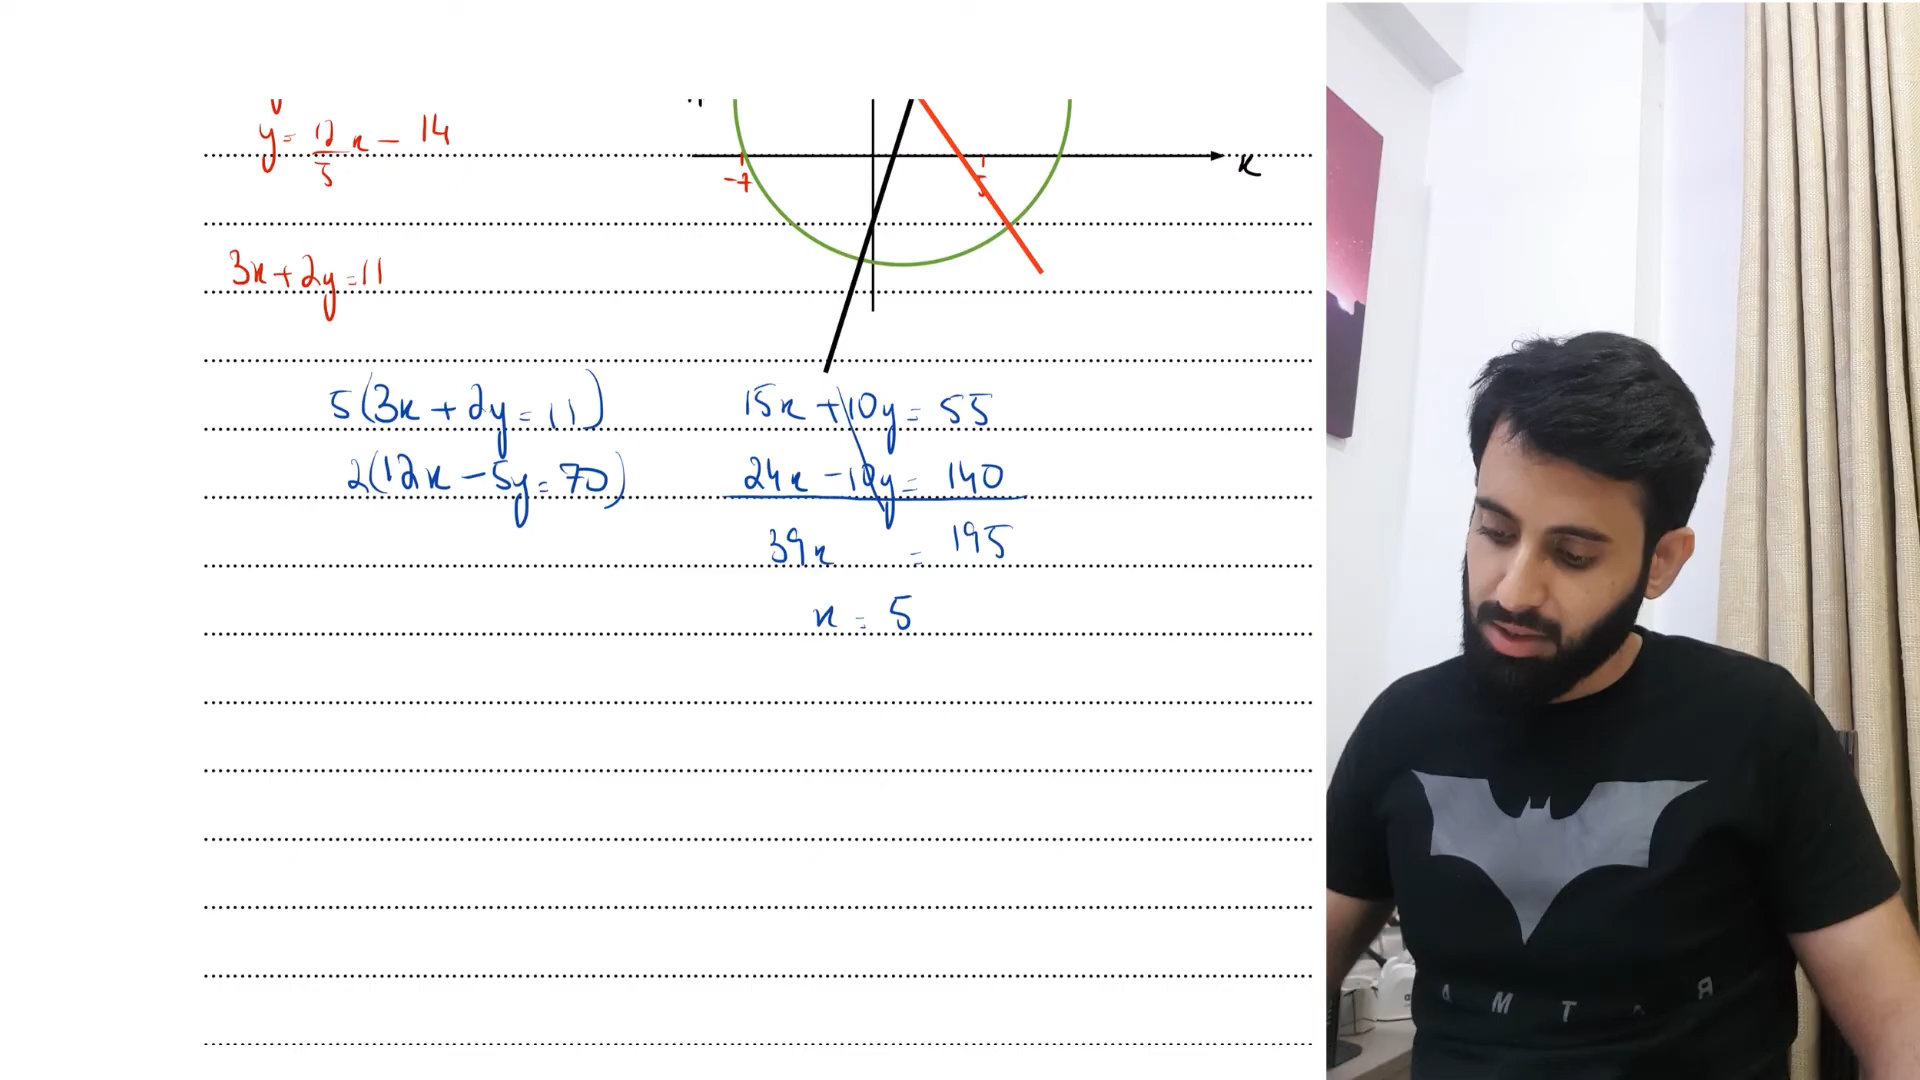 y = 12/5 x - 14
-7
x
3x + 2y = 11
5(3x + 2y = 11)
15x + 10y = 55
2(12x - 5y = 70)
24x - 10y = 140
39x = 195
x = 5
M T R